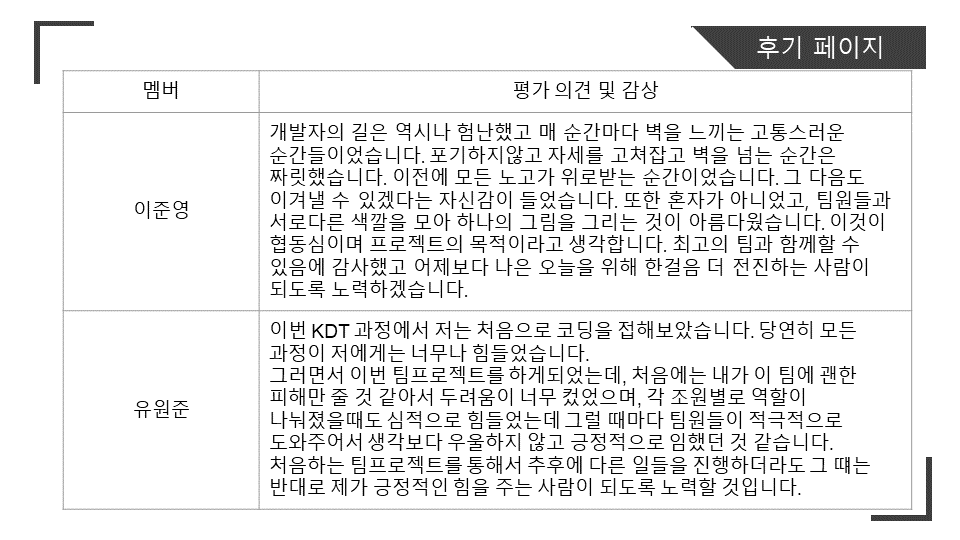 후기 페이지
멤버
평가 의견 및 감상
이준영
개발자의 길은 역시나 험난했고 매 순간마다 벽을 느끼는 고통스러운
순간들이었습니다. 포기하지않고 자세를 고쳐잡고 벽을 넘는 순간은
짜릿했습니다. 이전에 모든 노고가 위로받는 순간이었습니다. 그 다음도
이겨낼 수 있겠다는 자신감이 들었습니다. 또한 혼자가 아니었고, 팀원들과
서로다른 색깔을 모아 하나의 그림을 그리는 것이 아름다웠습니다. 이것이
협동심이며 프로젝트의 목적이라고 생각합니다. 최고의 팀과 함께할 수
있음에 감사했고 어제보다 나은 오늘을 위해 한걸음 더 전진하는 사람이
되도록 노력하겠습니다.
유원준
이번 KDT 과정에서 저는 처음으로 코딩을 접해보았습니다. 당연히 모든
과정이 저에게는 너무나 힘들었습니다.
그러면서 이번 팀프로젝트를 하게되었는데, 처음에는 내가 이 팀에 괜한
피해만 줄 것 같아서 두려움이 너무 컸었으며, 각 조원별로 역할이
나눠졌을때도 심적으로 힘들었는데 그럴 때마다 팀원들이 적극적으로
도와주어서 생각보다 우울하지 않고 긍정적으로 임했던 것 같습니다.
처음하는 팀프로젝트를 통해서 추후에 다른 일들을 진행하더라도 그 떄는
반대로 제가 긍정적인 힘을 주는 사람이 되도록 노력할 것입니다.